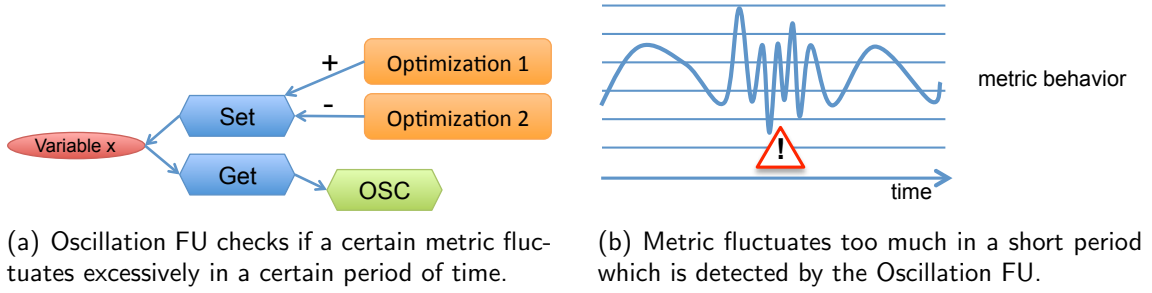 +
Optimization 1
-
Optimization 2
Set
Variable x
Get
OSC
(a) Oscillation FU checks if a certain metric fluc-
tuates excessively in a certain period of time.
metric behavior
!
time
(b) Metric fluctuates too much in a short period
which is detected by the Oscillation FU.